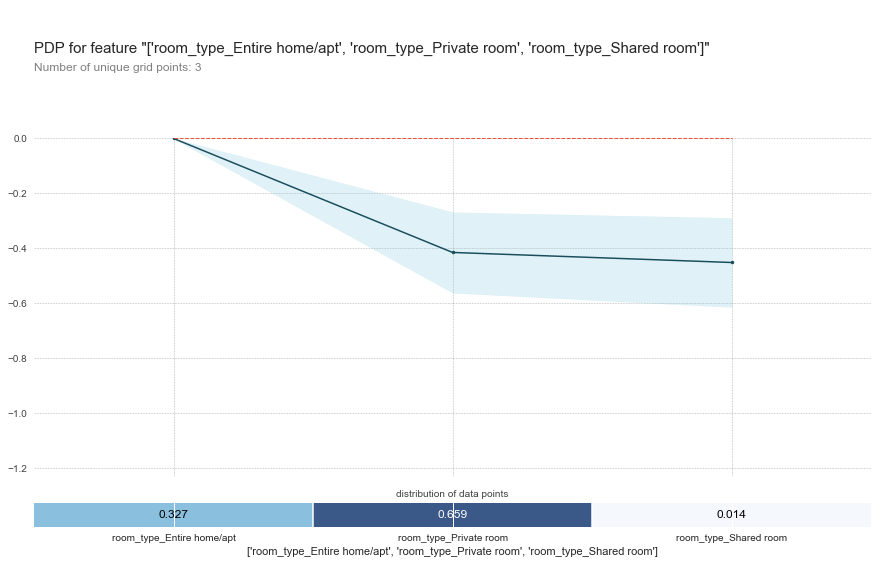 PDP for feature "['room_type_Entire home/apt', 'room_type_Private room', 'room_type_Shared room']"
Number of unique grid points: 3
0.0
−0.2
−0.4
−0.6
−0.8
−1.0
−1.2
distribution of data points
0.327 0.659 0.014
room_type_Entire home/apt room_type_Private room room_type_Shared room
['room_type_Entire home/apt', 'room_type_Private room', 'room_type_Shared room']